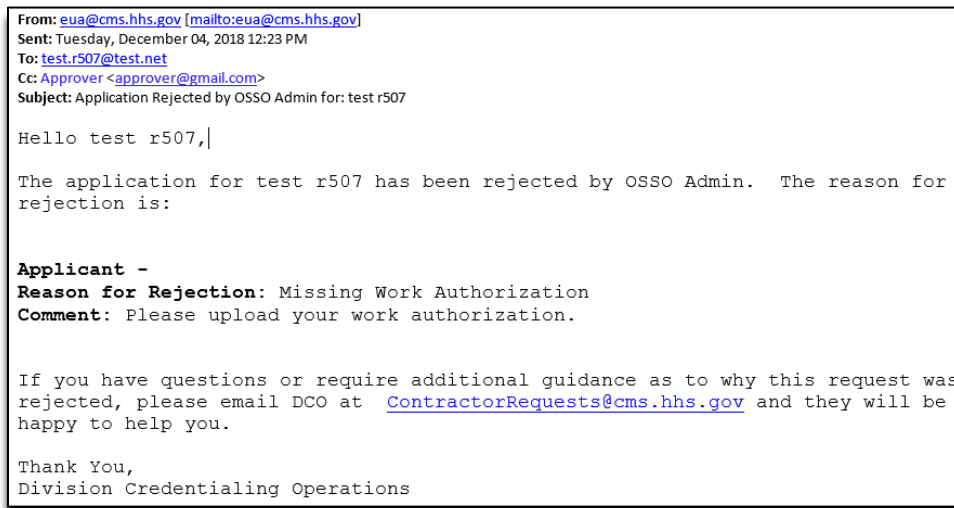 From: eua@cms.hhs.gov [mailto:eua@cms.hhs.gov]
Sent: Tuesday, December 04, 2018 12:23 PM
To: test.r507@test.net
Cc: Approver <approver@gmail.com>
Subject: Application Rejected by OSSO Admin for: test r507
Hello test r507,
The application for test r507 has been rejected by OSSO Admin.  The reason for
rejection is:
Applicant -
Reason for Rejection: Missing Work Authorization
Comment: Please upload your work authorization.
If you have questions or require additional guidance as to why this request was
rejected, please email DCO at  ContractorRequests@cms.hhs.gov and they will be
happy to help you.
Thank You,
Division Credentialing Operations